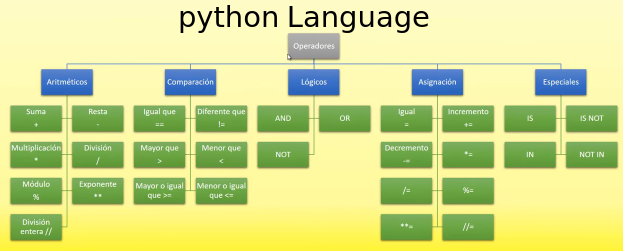 python Language
Operadores
Aritméticos
Comparación
Lógicos
Asignación
Especiales
Suma
+
Resta
-
Igual que
==
Diferente que
!=
AND
OR
Igual
=
Incremento
+=
IS
IS NOT
Multiplicación
*
División
/
Mayor que
>
Menor que
<
NOT
Decremento
-=
*=
IN
NOT IN
Módulo
%
Exponente
**
Mayor o igual
que >=
Menor o igual
que <=
/=
%=
División
entera //
**=
//=